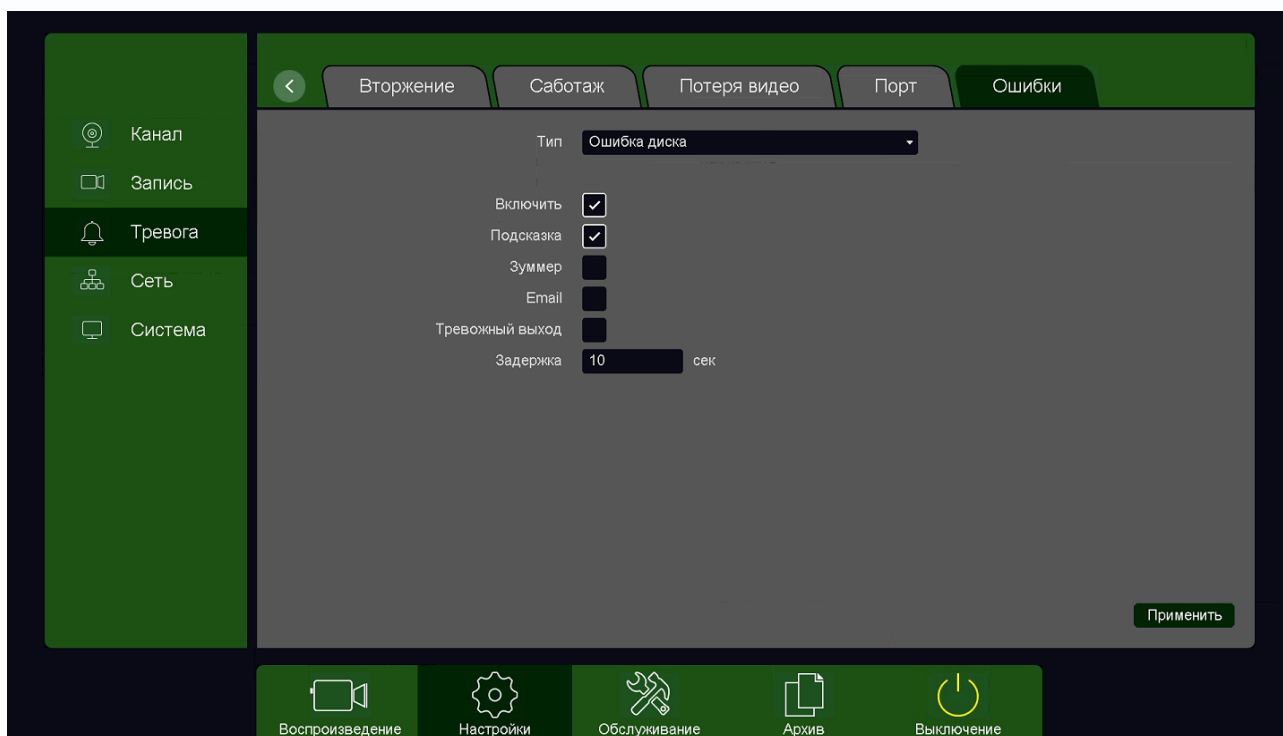 Вторжение Саботаж Потеря видео Порт Ошибки
Канал
Запись
Тревога
Сеть
Система
Тип Ошибка диска
Включить
Подсказка
Зуммер
Email
Тревожный выход
Задержка 10 сек
Применить
Воспроизведение Настройки Обслуживание Архив Выключение